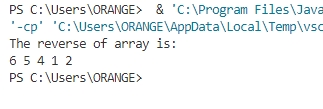 PS C:\Users\ORANGE>  & 'C:\Program Files\Java
'-cp' 'C:\Users\ORANGE\AppData\Local\Temp\vsc
The reverse of array is:
6 5 4 1 2
PS C:\Users\ORANGE>